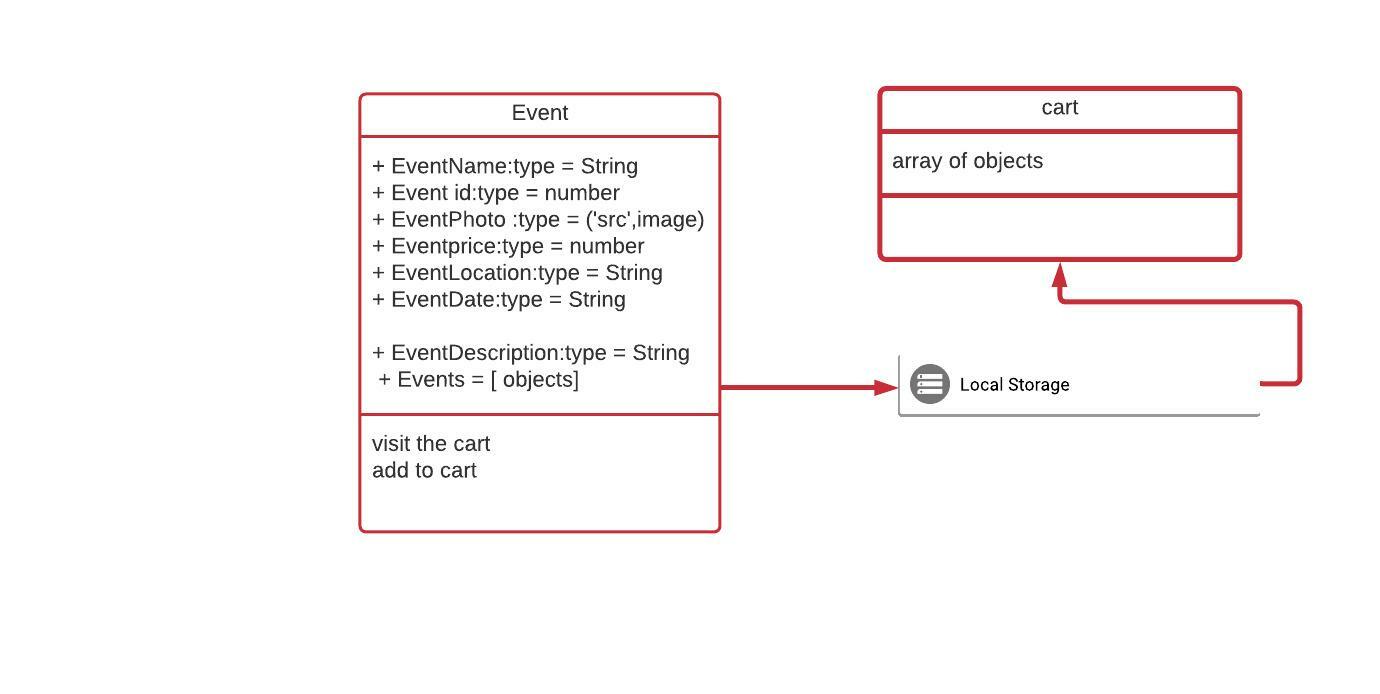 Event
+ EventName:type = String
+ Event id:type = number
+ EventPhoto :type = ('src',image)
+ Eventprice:type = number
+ EventLocation:type = String
+ EventDate:type = String
+ EventDescription:type = String
+ Events = [ objects]
visit the cart
add to cart
cart
array of objects
Local Storage